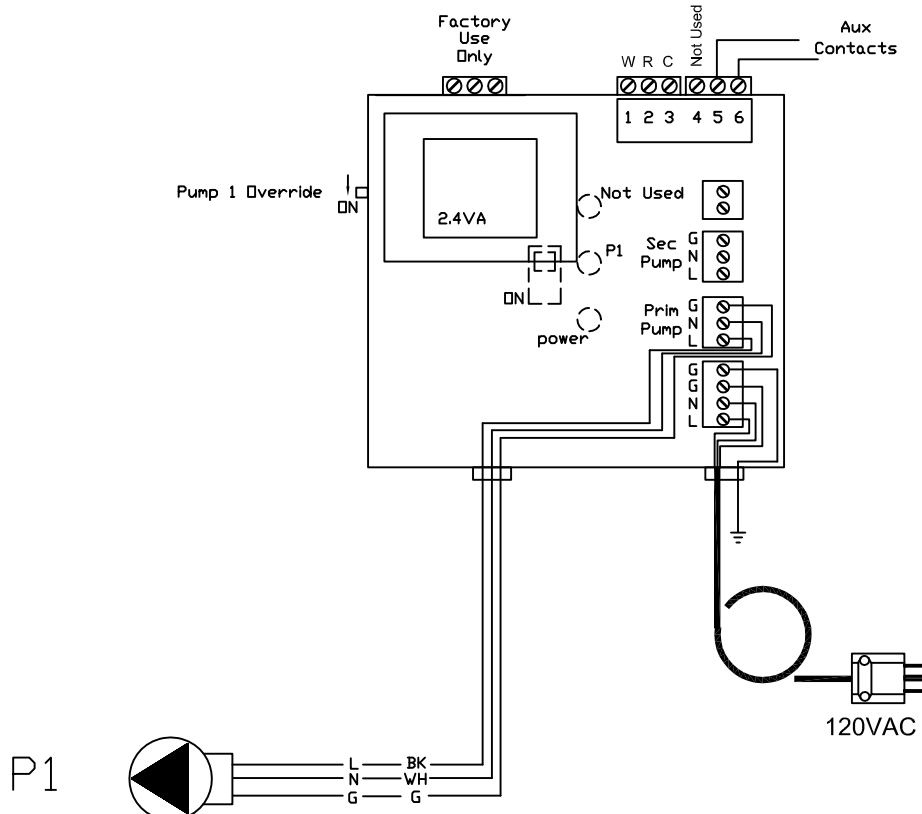 Factory
Use
Only
W R C
Not Used
Aux
Contacts
1 2 3 4 5 6
Pump 1 Override
ON
2.4VA
Not Used
P1
ON
power
G
Sec
N
Pump
L
G
Prim
N
Pump
L
G
G
N
L
120VAC
P1
L BK
N WH
G G